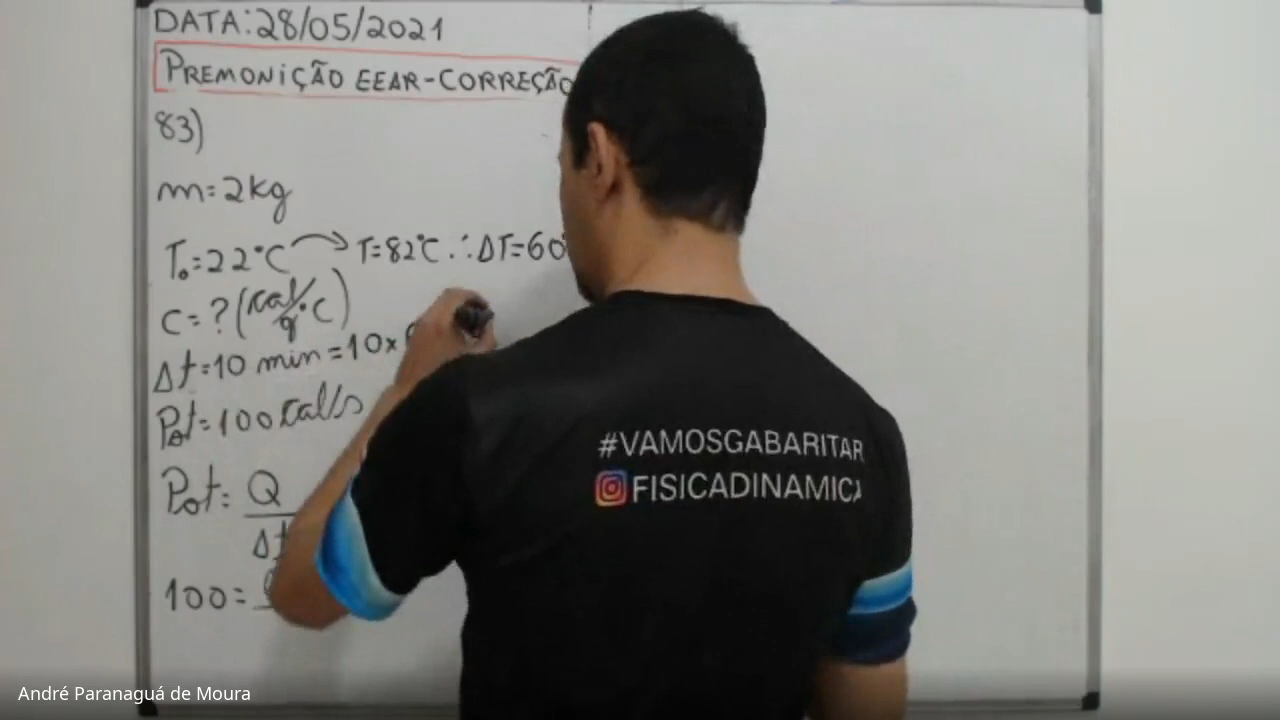 DATA: 28/05/2021
PREMONIÇÃO EEAR-CORREÇÃO
83)
m=2kg
T₀=22°C → T=82°C ∴ ΔT=60
C=? (cal/g°C)
Δt=10 min =10x
Pot=100 cal/s
Pot= Q
Δt
100=
#VAMOSGABARITAR
FISICADINAMICA
André Paranaguá de Moura